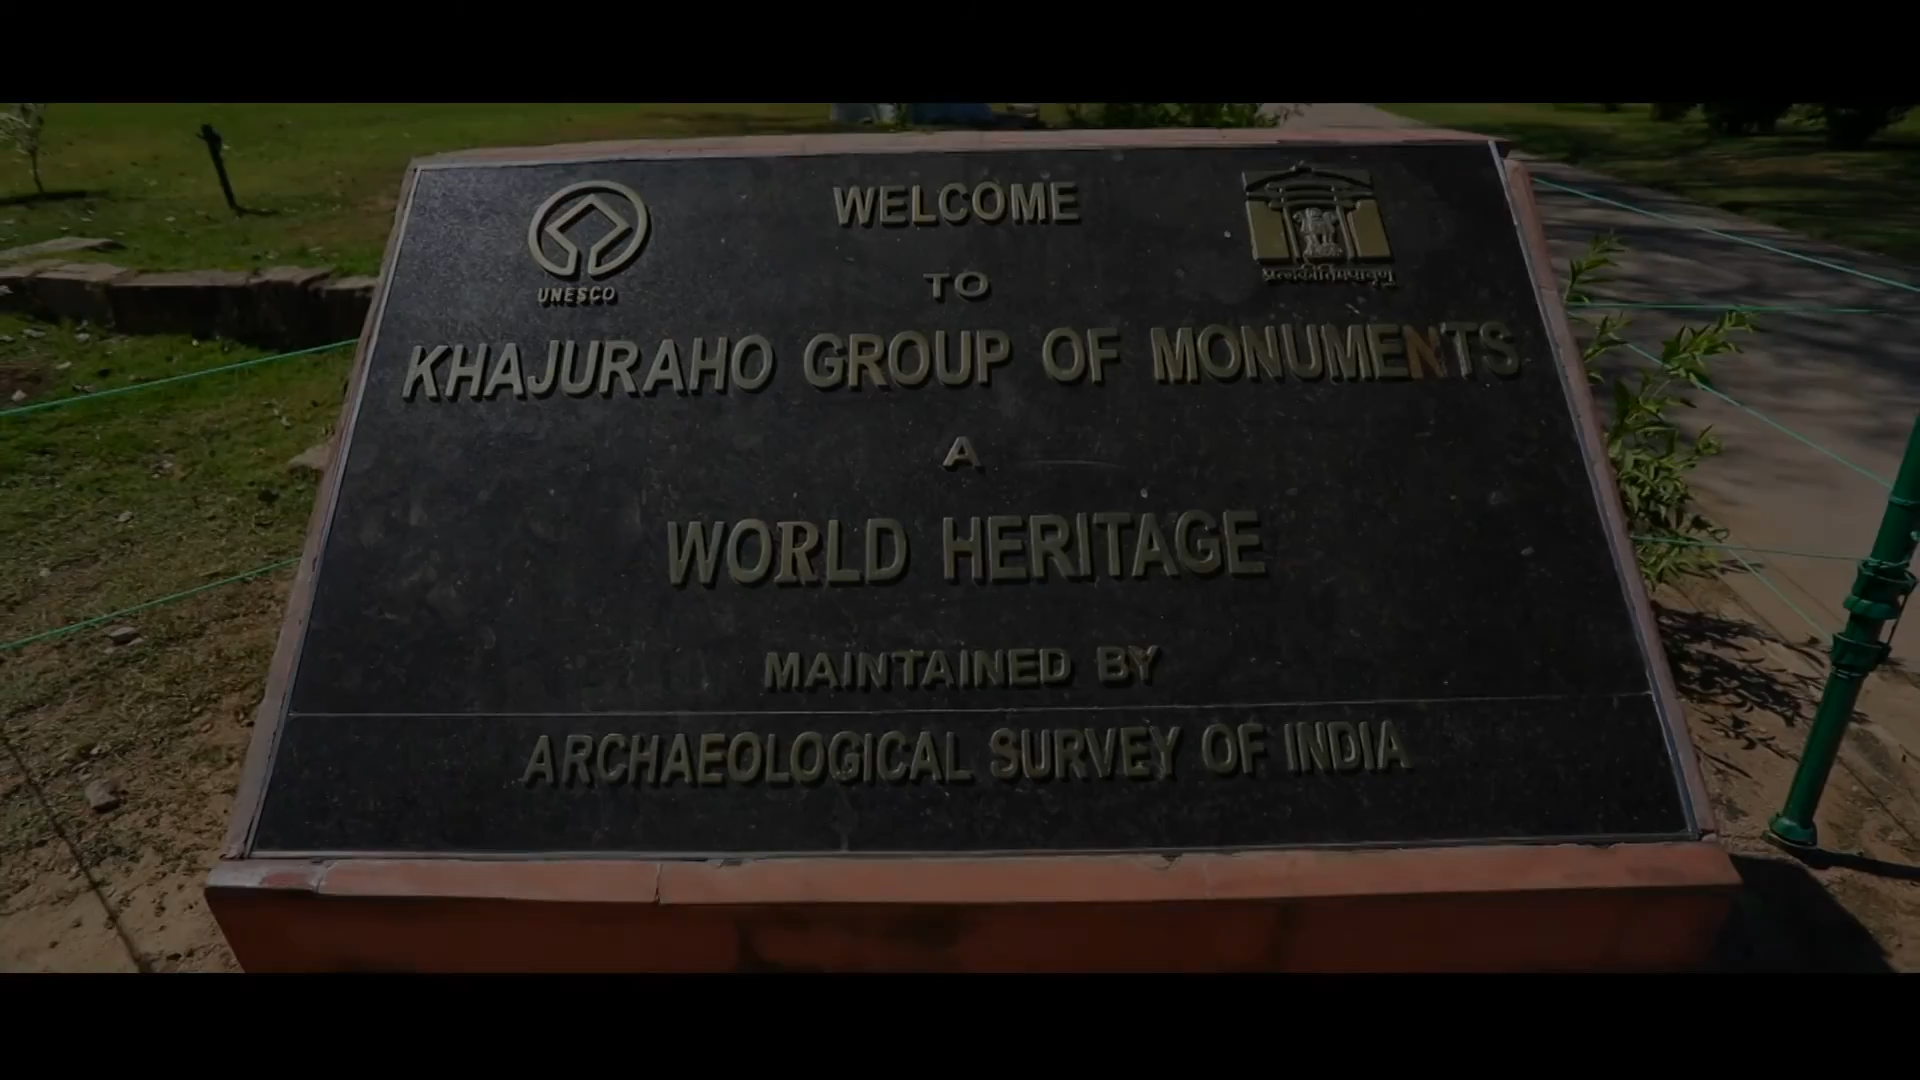 WELCOME
UNESCO
TO
KHAJURAHO GROUP OF MONUMENTS
A
WORLD HERITAGE
MAINTAINED BY
ARCHAEOLOGICAL SURVEY OF INDIA